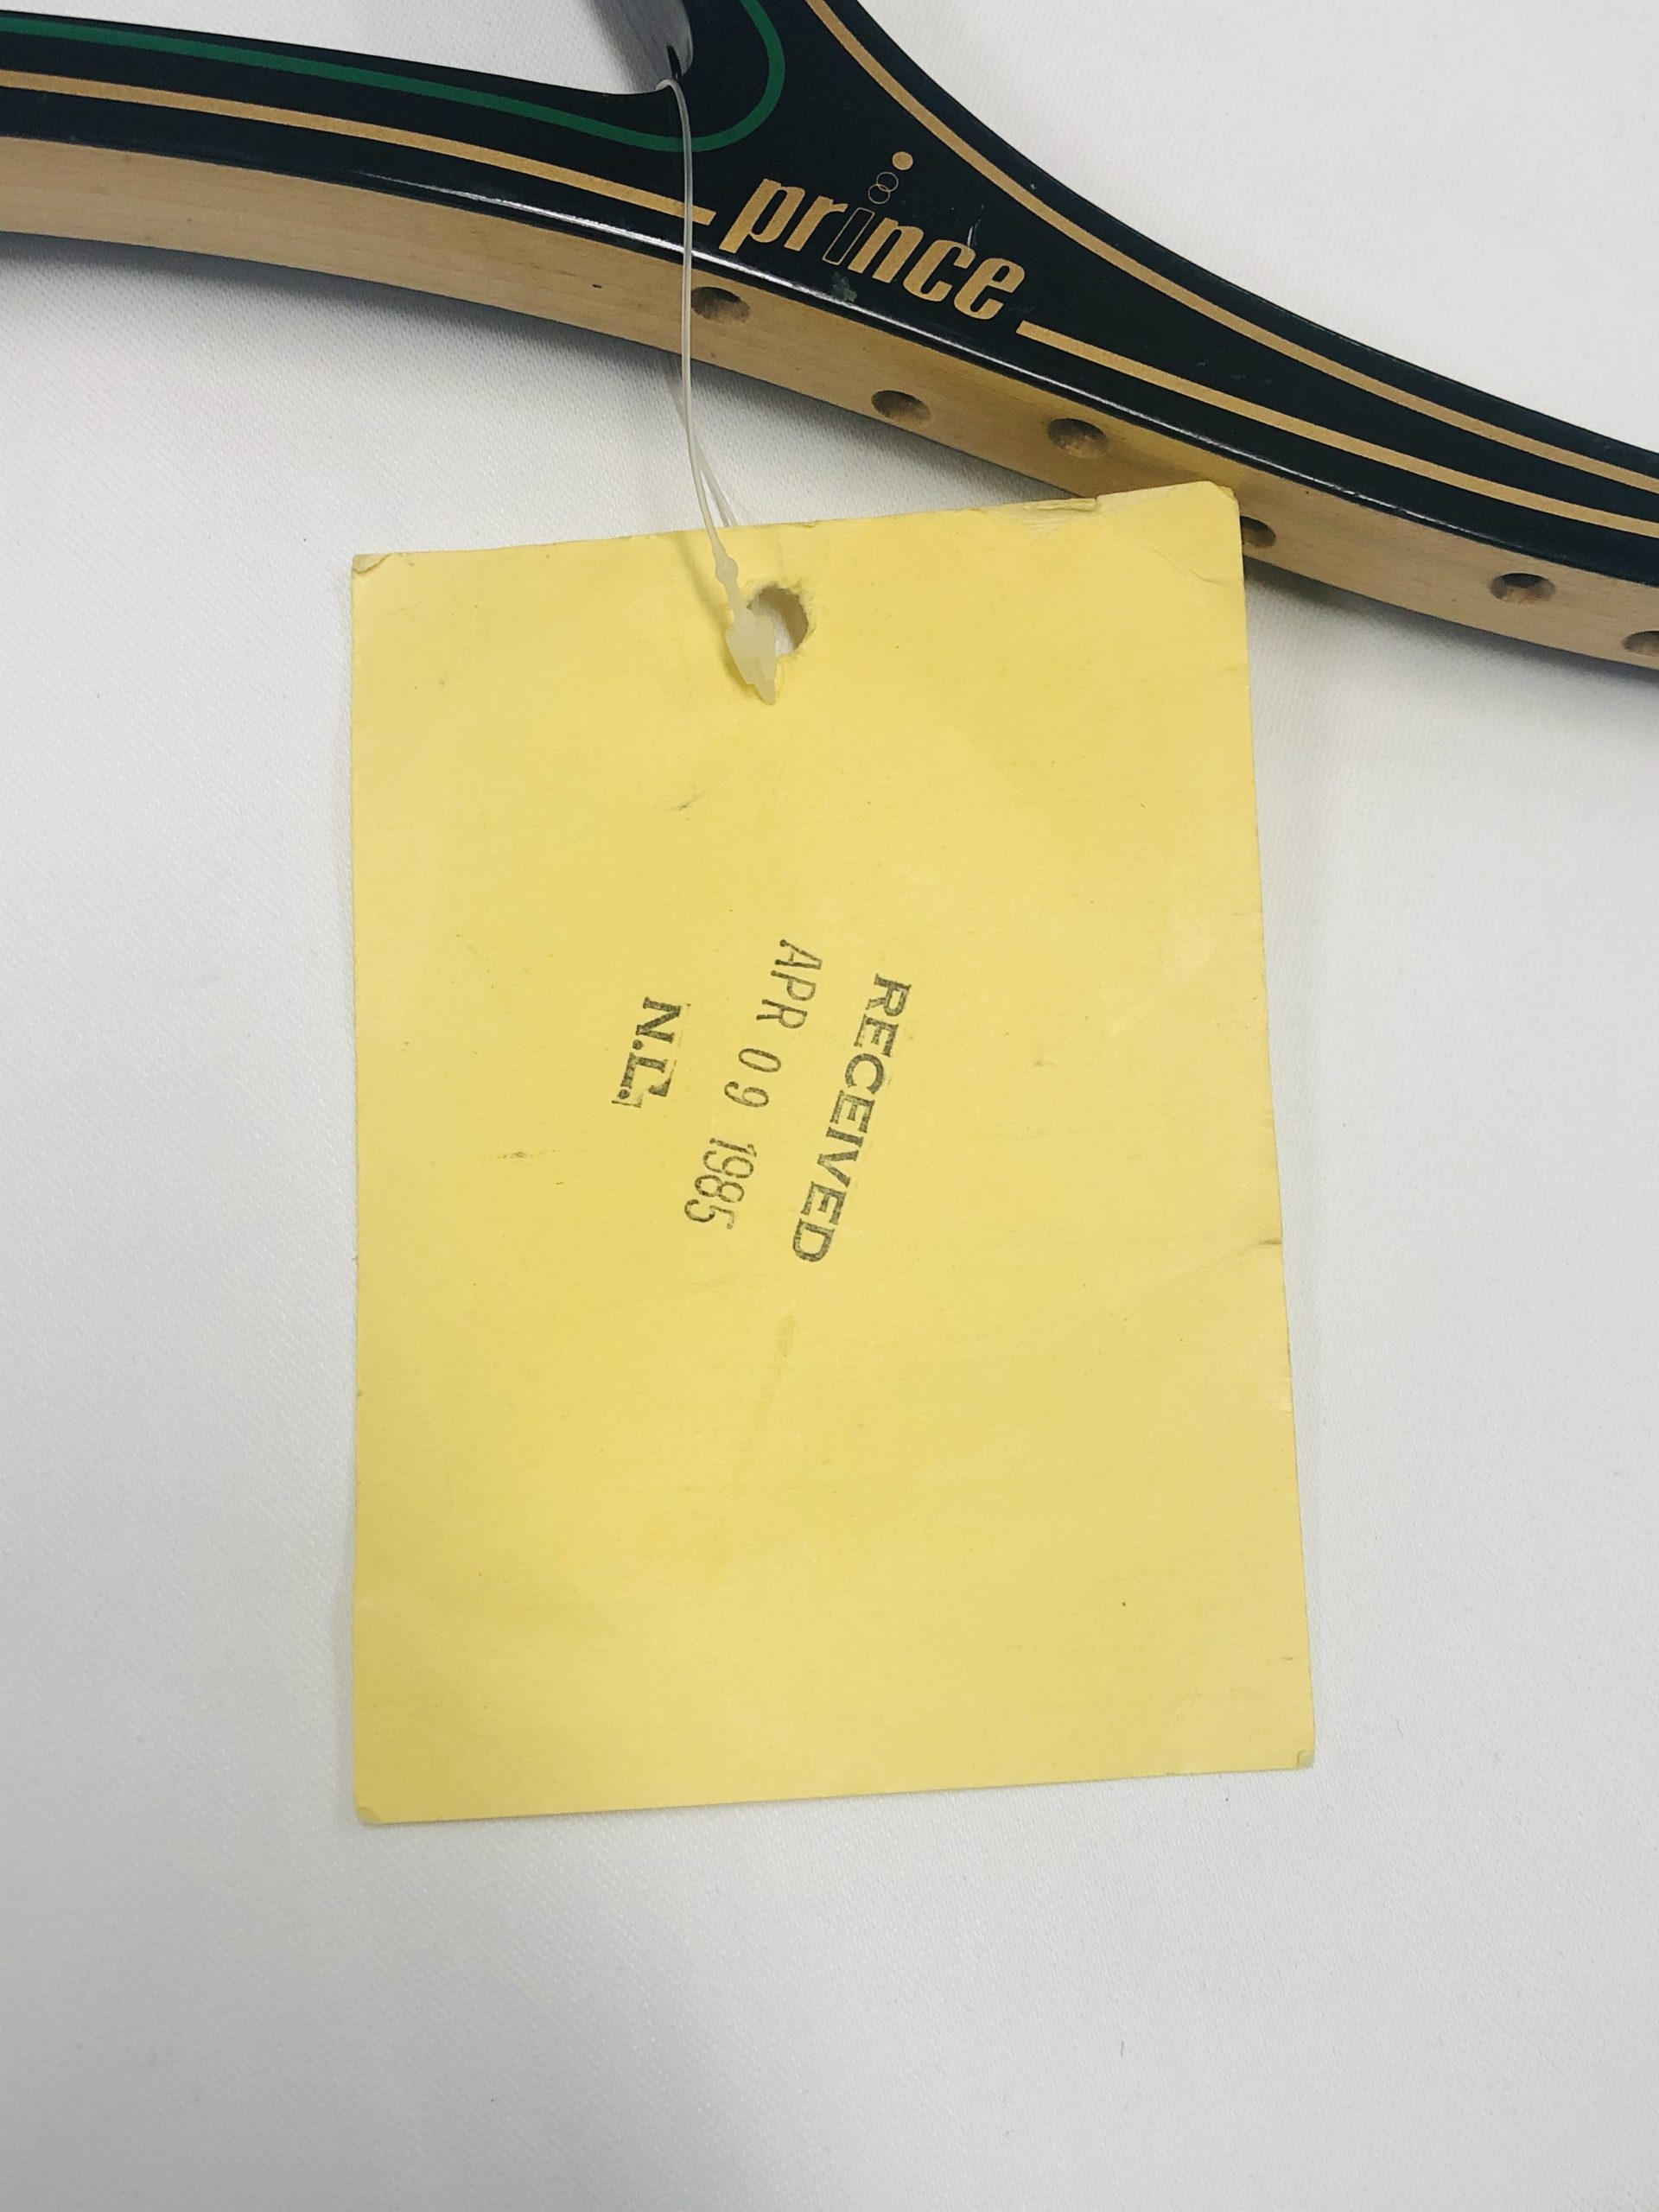 prince
RECEIVED
APR 09 1985
N.L.